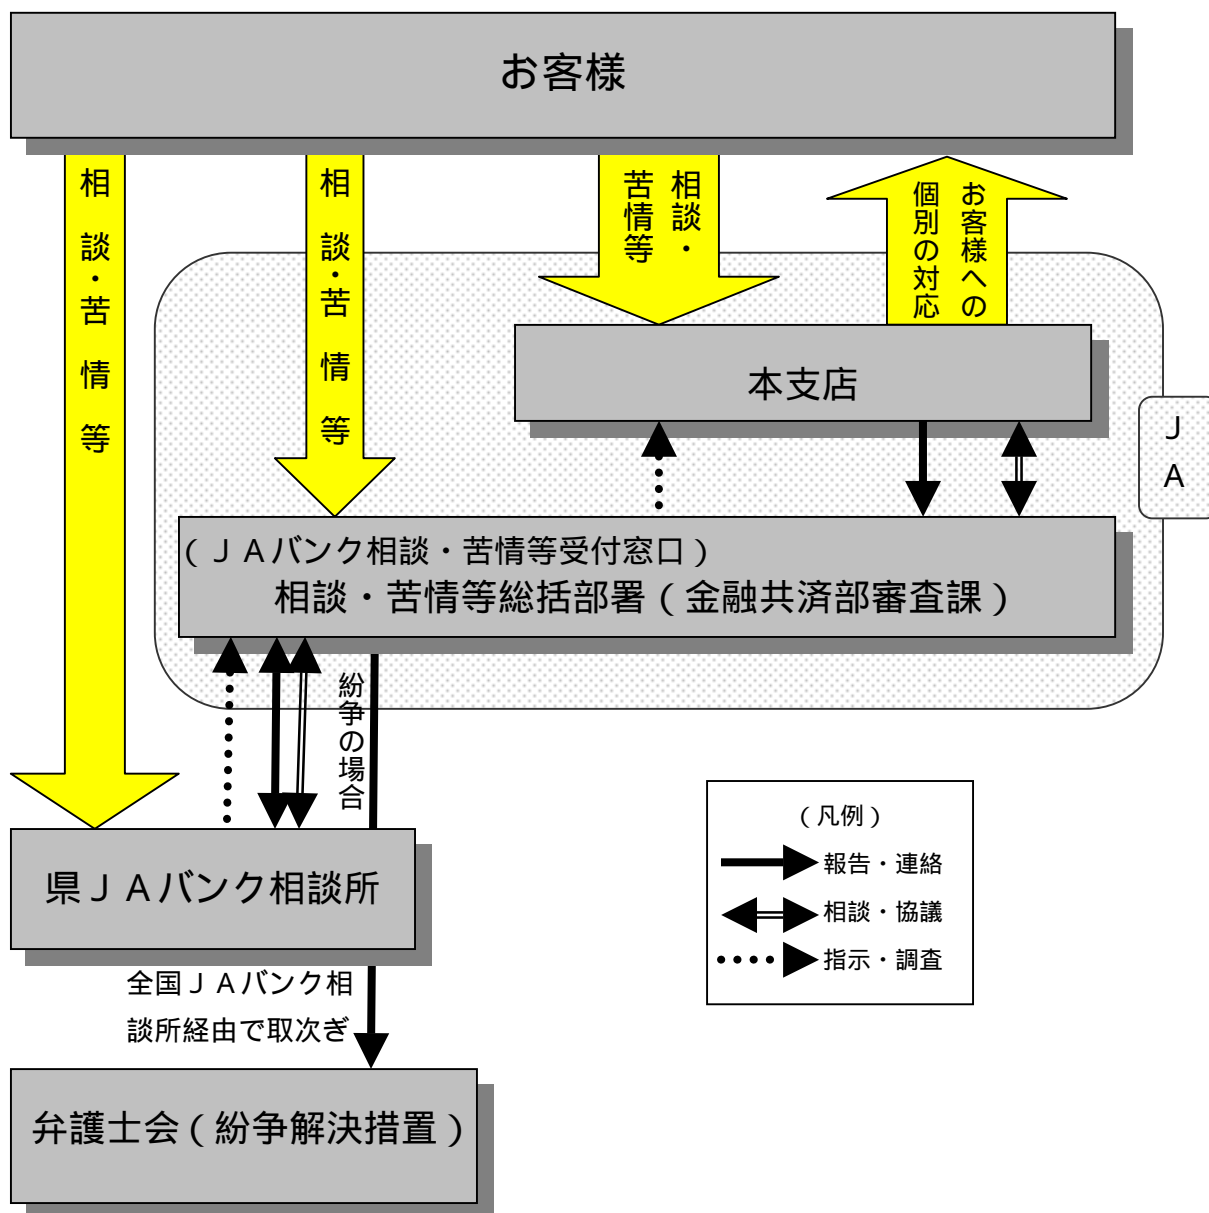 お客様
相談・苦情等
相談・苦情等
相談・
苦情等
お客様への
個別の対応
本支店
ＪＡ
（ＪＡバンク相談・苦情等受付窓口）
相談・苦情等総括部署（金融共済部審査課）
紛争の場合
（凡例）
報告・連絡
相談・協議
指示・調査
県ＪＡバンク相談所
全国ＪＡバンク相
談所経由で取次ぎ
弁護士会（紛争解決措置）